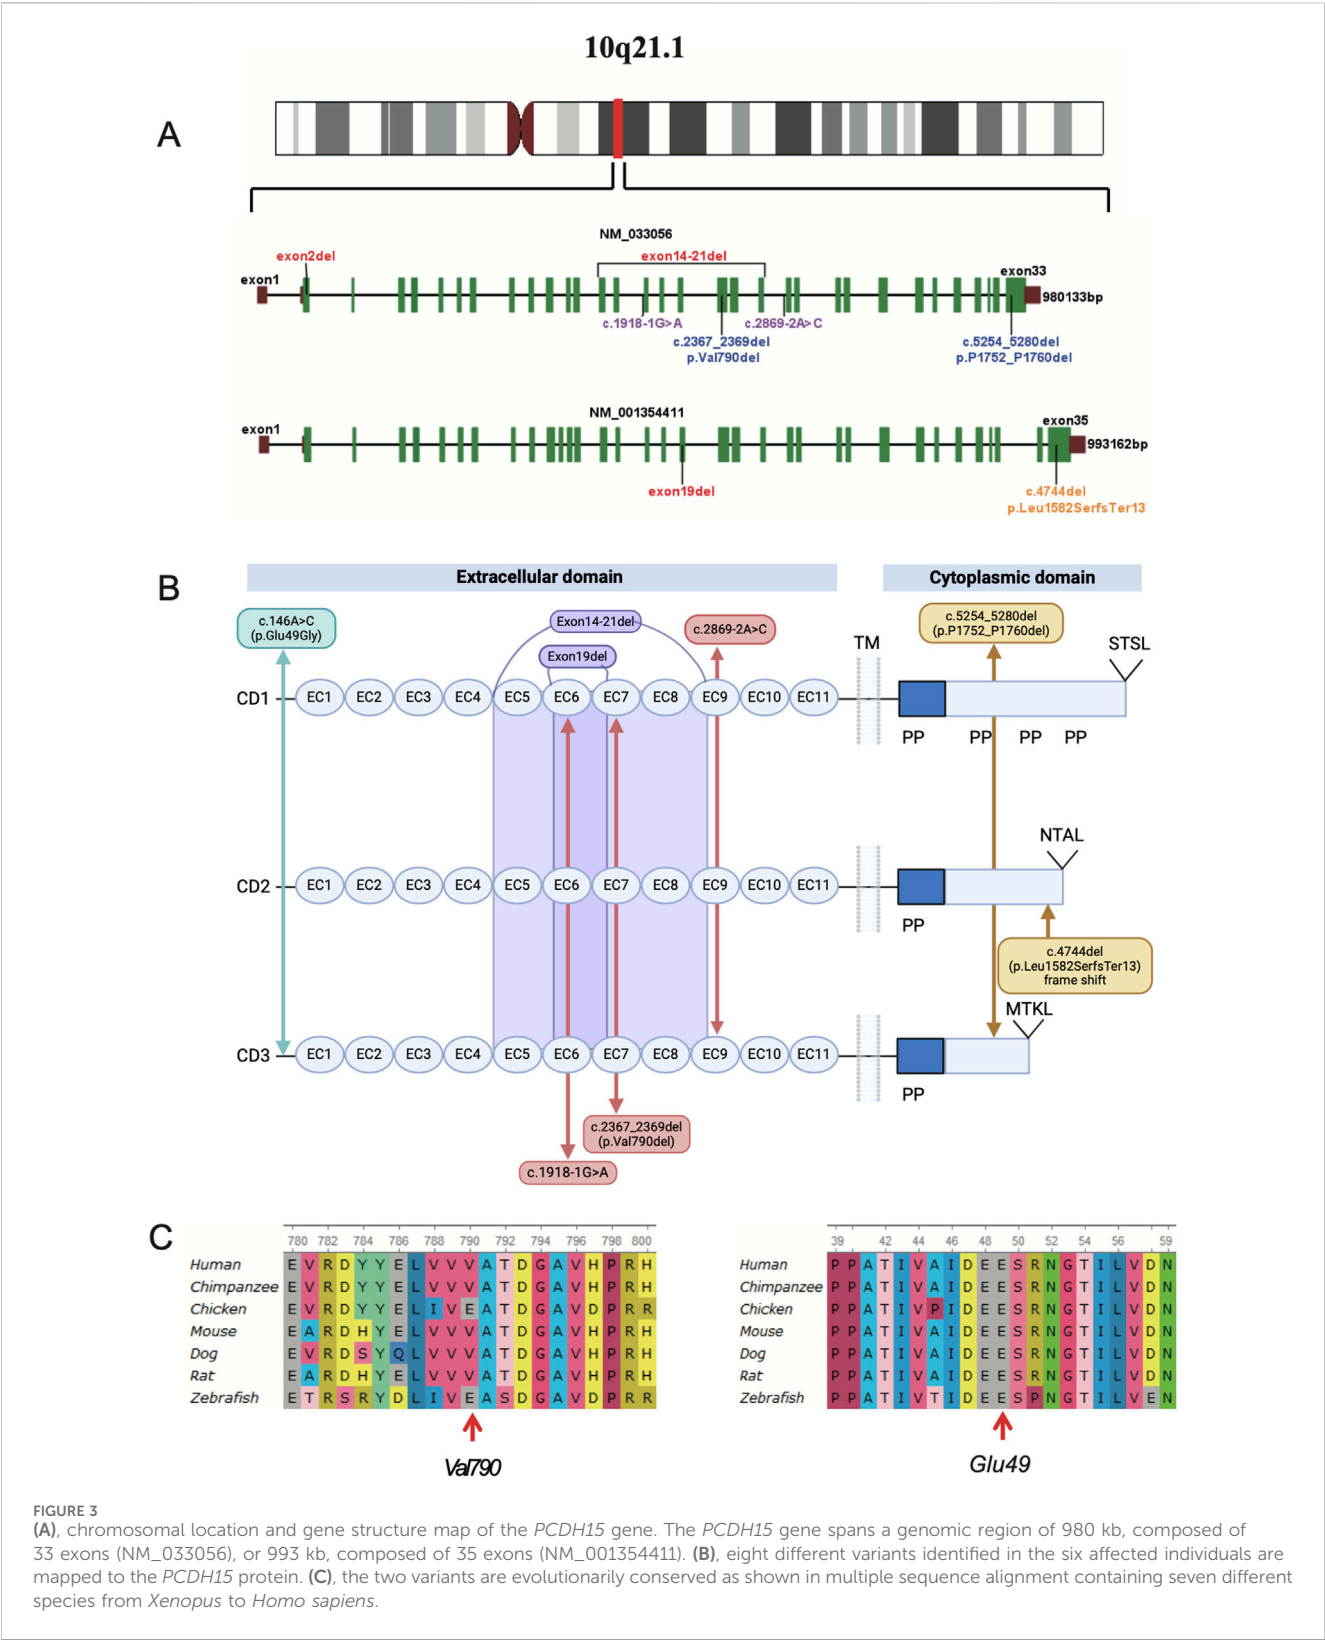 10q21.1
A
NM_033056
exon2del
exon14-21del
exon1
exon33
980133bp
c.1918-1G>A
c.2869-2A>C
c.2367_2369del
p.Val790del
c.5254_5280del
p.P1752_P1760del
NM_001354411
exon1
exon35
993162bp
exon19del
c.4744del
p.Leu1582SerfsTer13
B
Extracellular domain
Cytoplasmic domain
c.146A>C
(p.Glu49Gly)
Exon14-21del
Exon19del
c.2869-2A>C
c.5254_5280del
(p.P1752_P1760del)
TM
STSL
CD1
EC1 EC2 EC3 EC4 EC5 EC6 EC7 EC8 EC9 EC10 EC11
PP PP PP PP
NTAL
CD2
EC1 EC2 EC3 EC4 EC5 EC6 EC7 EC8 EC9 EC10 EC11
PP
c.4744del
(p.Leu1582SerfsTer13)
frame shift
MTKL
CD3
EC1 EC2 EC3 EC4 EC5 EC6 EC7 EC8 EC9 EC10 EC11
PP
c.2367_2369del
(p.Val790del)
c.1918-1G>A
C
780 782 784 786 788 790 792 794 796 798 800
Human E V R D Y Y E L V V V A T D G A V H P R H
Chimpanzee E V R D Y Y E L V V V A T D G A V H P R H
Chicken E V R D Y Y E L I V E A T D G A V D P R R
Mouse E A R D H Y E L V V V A T D G A V H P R H
Dog E V R D S Y Q L V V V A T D G A V H P R H
Rat E A R D H Y E L V V V A T D G A V H P R H
Zebrafish E T R S R Y D L I V E A S D G A V D P R R
Val790
39 42 44 46 48 50 52 54 56 59
Human P P A T I V A I D E E S R N G T I L V D N
Chimpanzee P P A T I V A I D E E S R N G T I L V D N
Chicken P P A T I V P I D E E S R N G T I L V D N
Mouse P P A T I V A I D E E S R N G T I L V D N
Dog P P A T I V A I D E E S R N G T I L V D N
Rat P P A T I V A I D E E S R N G T I L V D N
Zebrafish P P A T I V T I D E E S P N G T I L V E N
Glu49
FIGURE 3
(A), chromosomal location and gene structure map of the PCDH15 gene. The PCDH15 gene spans a genomic region of 980 kb, composed of
33 exons (NM_033056), or 993 kb, composed of 35 exons (NM_001354411). (B), eight different variants identified in the six affected individuals are
mapped to the PCDH15 protein. (C), the two variants are evolutionarily conserved as shown in multiple sequence alignment containing seven different
species from Xenopus to Homo sapiens.